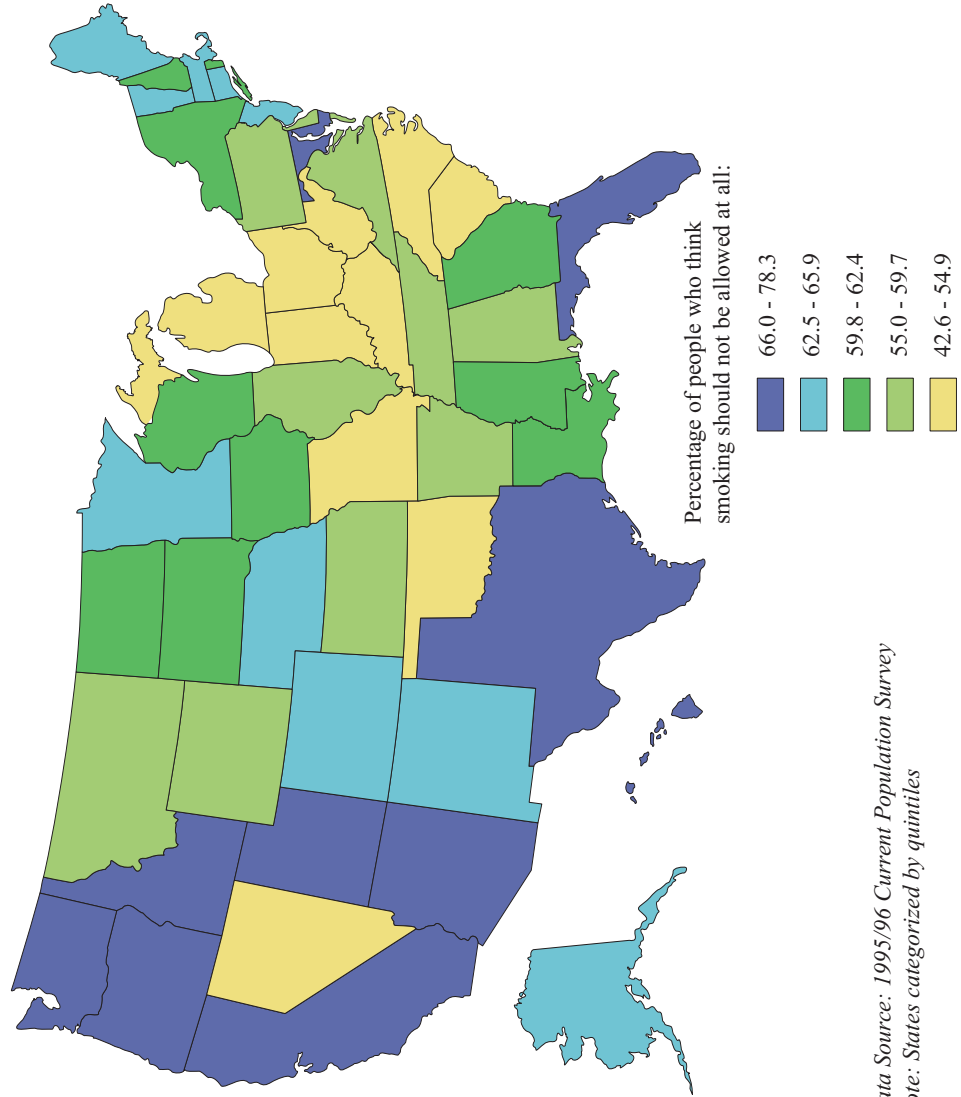 Percentage of people who think
smoking should not be allowed at all:
66.0 - 78.3
62.5 - 65.9
59.8 - 62.4
55.0 - 59.7
42.6 - 54.9
Source: 1995/96 Current Population Survey
States categorized by quintiles